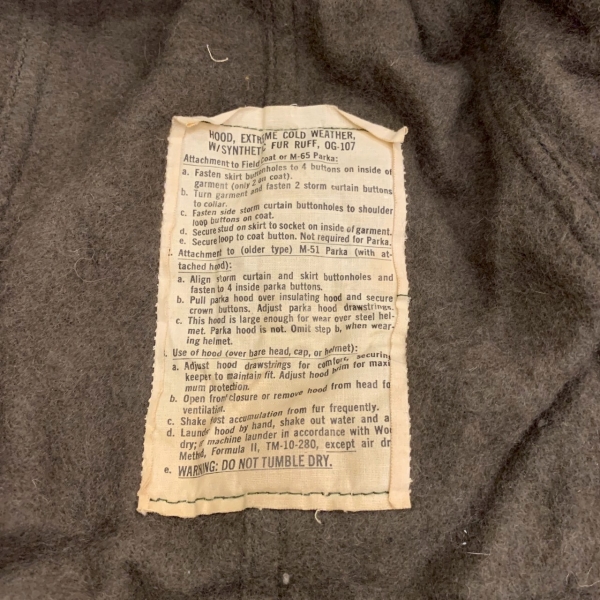 HOOD, EXTREME COLD WEATHER,
W/SYNTHETIC FUR RUFF, OG-107
Attachment to Field Coat or M-65 Parka:
a. Fasten skirt buttonholes to 4 buttons on inside of
garment (only 2 on coat).
b. Turn garment and fasten 2 storm curtain buttons
to collar.
c. Fasten side storm curtain buttonholes to shoulder
loop buttons on coat.
d. Secure stud on skirt to socket on inside of garment.
e. Secure loop to coat button. Not required for Parka.
. Attachment to (older type) M-51 Parka (with at-
tached hood):
a. Align storm curtain and skirt buttonholes and
fasten to 4 inside parka buttons.
b. Pull parka hood over insulating hood and secure
crown buttons. Adjust parka hood drawstrings.
c. This hood is large enough for wear over steel hel-
met. Parka hood is not. Omit step b, when wear-
ing helmet.
. Use of hood (over bare head, cap, or helmet):
a. Adjust hood drawstrings for comfort, securing
keeper to maintain fit. Adjust hood brim for maxi
mum protection.
b. Open front closure or remove hood from head fo
ventilation.
c. Shake frost accumulation from fur frequently.
d. Launder hood by hand, shake out water and a
dry; machine launder in accordance with Woo
Method, Formula II, TM-10-280, except air dr
e. WARNING: DO NOT TUMBLE DRY.